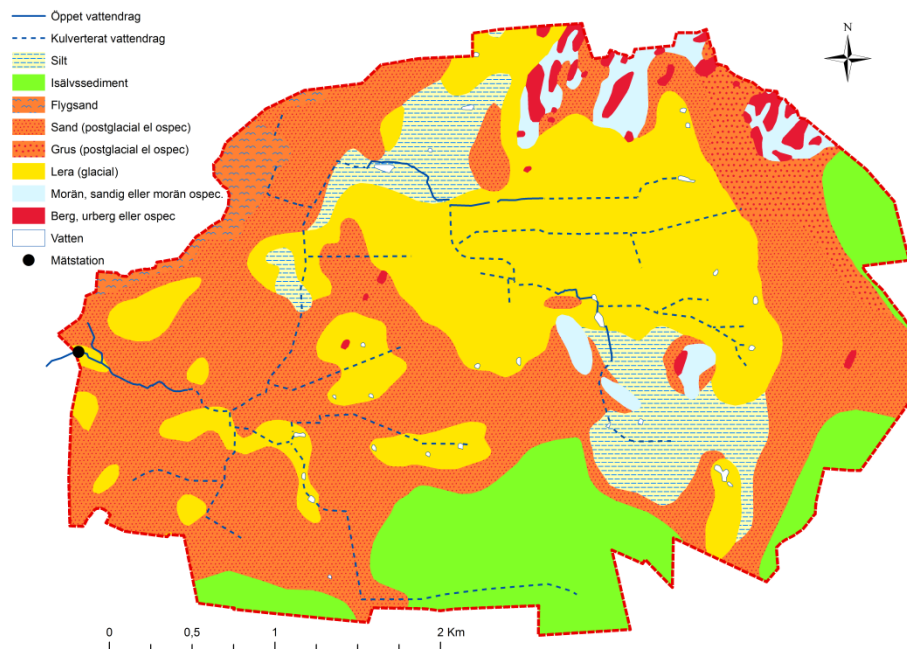 Öppet vattendrag
Kulverterat vattendrag
Silt
Isälvssediment
Flygsand
Sand (postglacial el ospec)
Grus (postglacial el ospec)
Lera (glacial)
Morän, sandig eller morän ospec.
Berg, urberg eller ospec
Vatten
Mätstation
N
0 0,5 1 2 Km